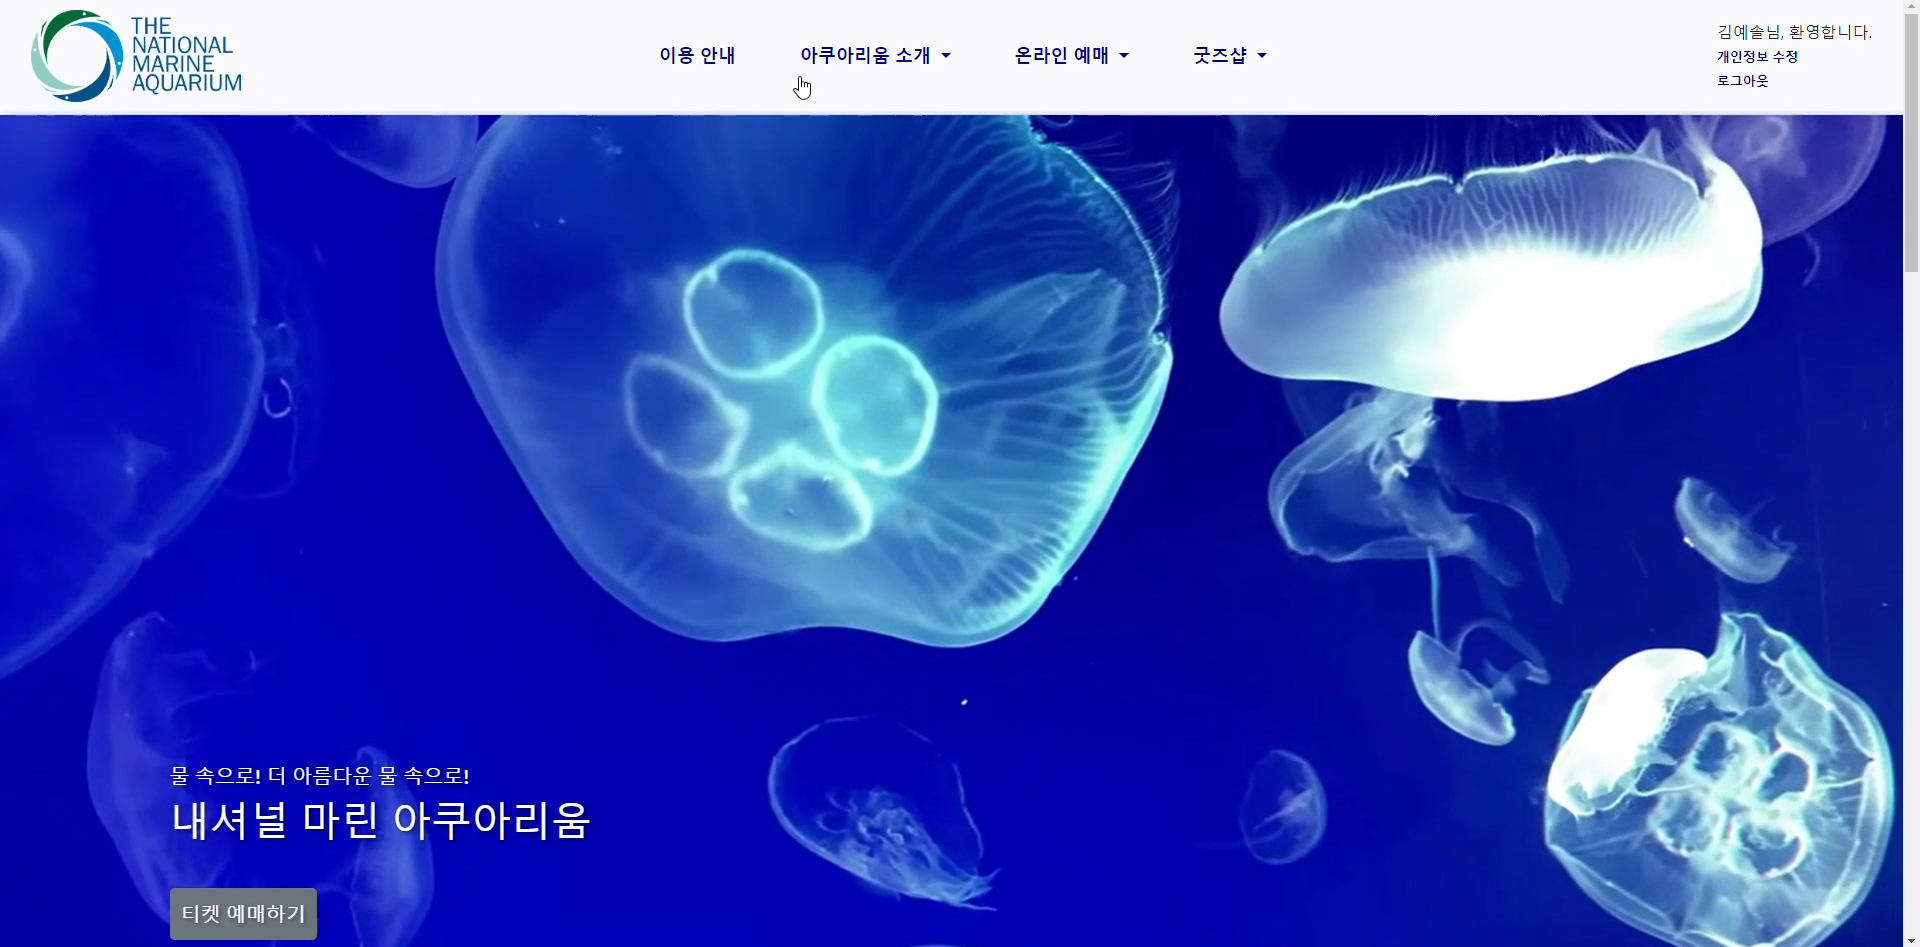 THE
NATIONAL
MARINE
AQUARIUM
이용 안내
아쿠아리움 소개
온라인 예매
굿즈샵
김예솔님, 환영합니다.
개인정보 수정
로그아웃
물 속으로! 더 아름다운 물 속으로!
내셔널 마린 아쿠아리움
티켓 예매하기